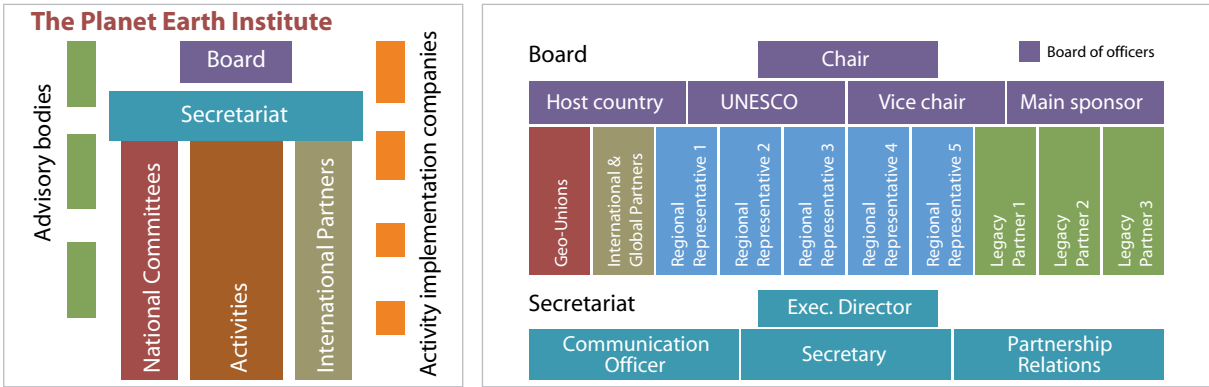 The Planet Earth Institute
Advisory bodies
Board
Secretariat
National Committees
Activities
International Partners
Activity implementation companies
Board
Chair
Board of officers
Host country
UNESCO
Vice chair
Main sponsor
Geo-Unions
International &
Global Partners
Regional
Representative 1
Regional
Representative 2
Regional
Representative 3
Regional
Representative 4
Regional
Representative 5
Legacy
Partner 1
Legacy
Partner 2
Legacy
Partner 3
Secretariat
Exec. Director
Communication
Officer
Secretary
Partnership
Relations